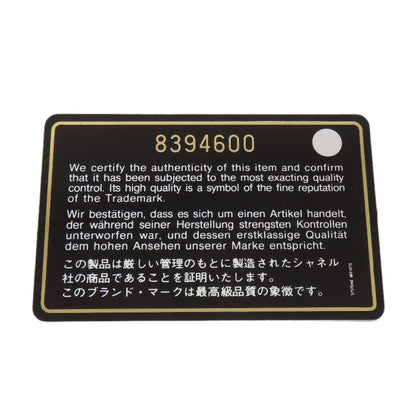 8394600
We certify the authenticity of this item and confirm
that it has been subjected to the most exacting quality
control. Its high quality is a symbol of the fine reputation
of the Trademark.
Wir bestätigen, dass es sich um einen Artikel handelt,
der während seiner Herstellung strengsten Kontrollen
unterworfen war, und dessen erstklassige Qualität
dem hohen Ansehen unserer Marke entspricht.
この製品は厳しい管理のもとに製造されたシャネル
社の商品であることを証明いたします。
このブランド・マークは最高級品質の象徴です。